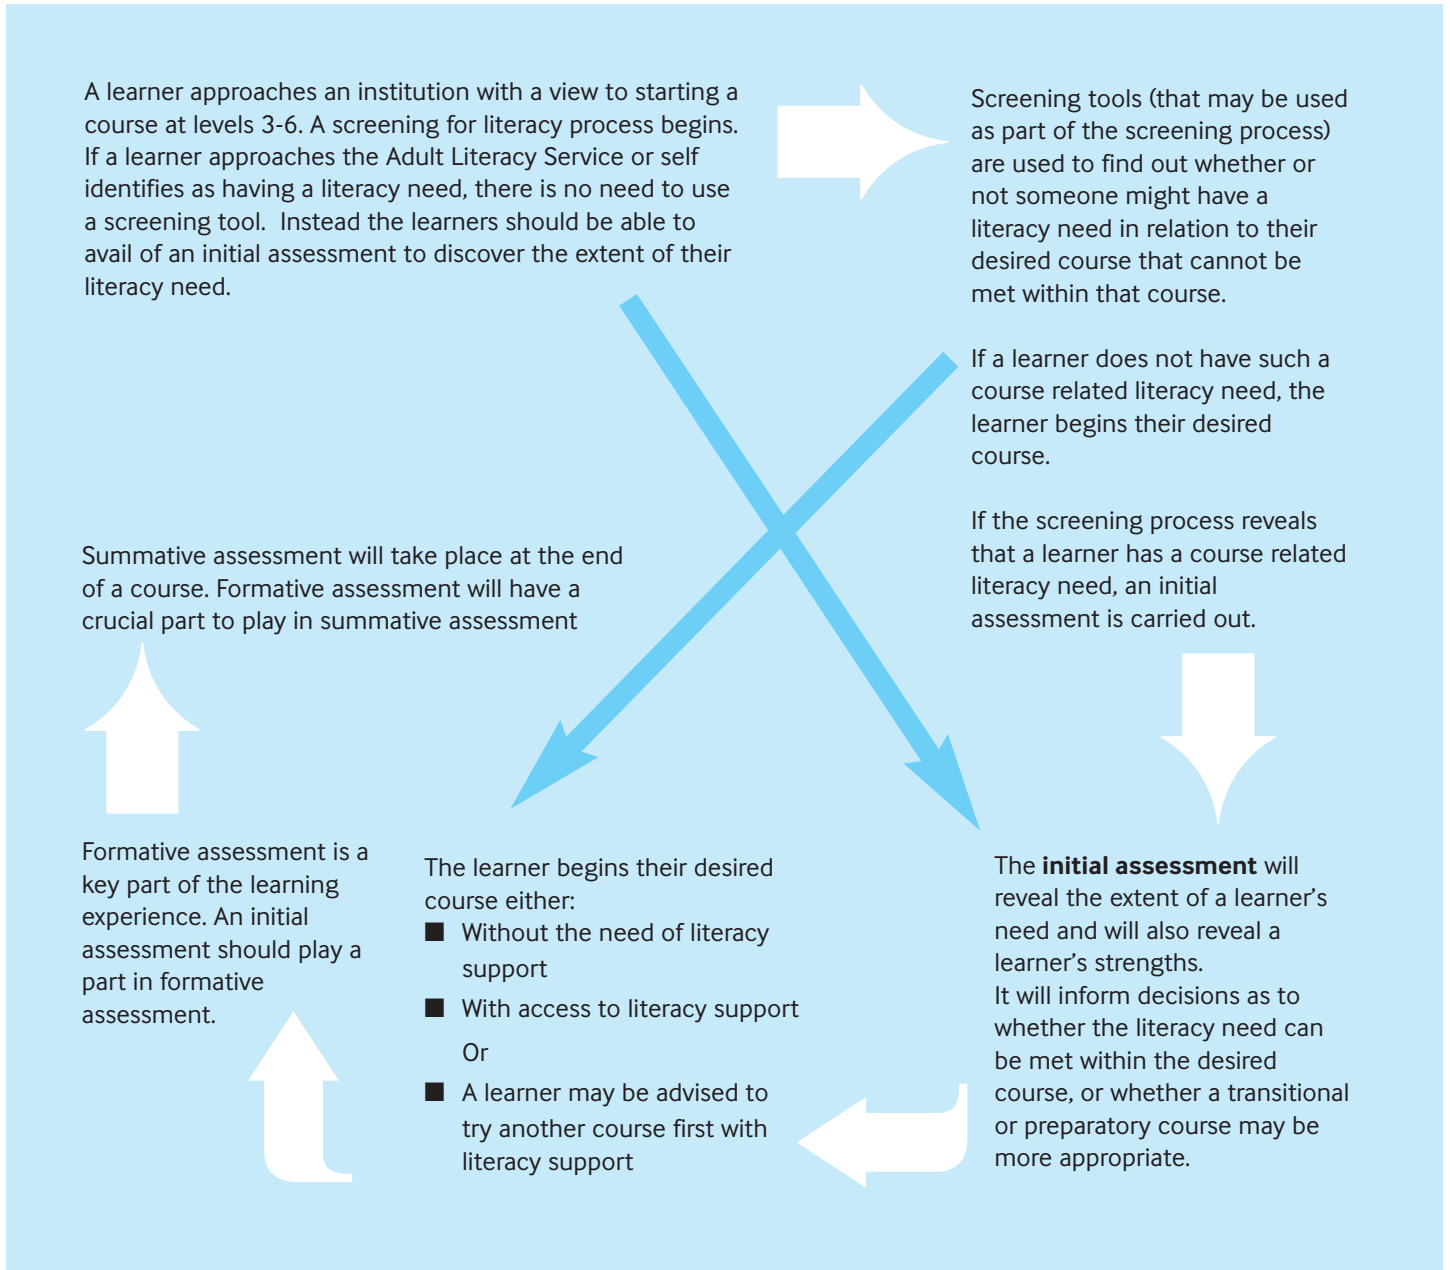 A learner approaches an institution with a view to starting a
course at levels 3-6. A screening for literacy process begins.
If a learner approaches the Adult Literacy Service or self
identifies as having a literacy need, there is no need to use
a screening tool.  Instead the learners should be able to
avail of an initial assessment to discover the extent of their
literacy need.
Screening tools (that may be used
as part of the screening process)
are used to find out whether or
not someone might have a
literacy need in relation to their
desired course that cannot be
met within that course.
If a learner does not have such a
course related literacy need, the
learner begins their desired
course.
If the screening process reveals
that a learner has a course related
literacy need, an initial
assessment is carried out.
The initial assessment will
reveal the extent of a learner’s
need and will also reveal a
learner’s strengths.
It will inform decisions as to
whether the literacy need can
be met within the desired
course, or whether a transitional
or preparatory course may be
more appropriate.
The learner begins their desired
course either:
■ Without the need of literacy
support
■ With access to literacy support
Or
■ A learner may be advised to
try another course first with
literacy support
Formative assessment is a
key part of the learning
experience. An initial
assessment should play a
part in formative
assessment.
Summative assessment will take place at the end
of a course. Formative assessment will have a
crucial part to play in summative assessment